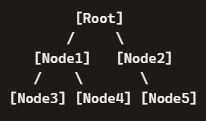 [Root]
/ \
[Node1] [Node2]
/ \ \
[Node3] [Node4] [Node5]